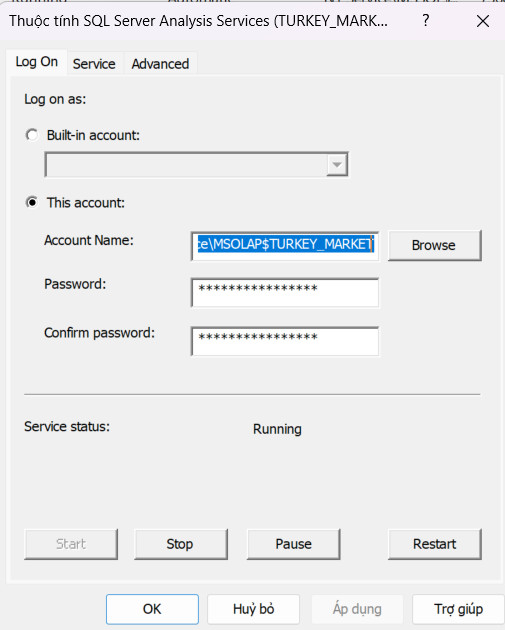 Thuộc tính SQL Server Analysis Services (TURKEY_MARK... ?
Log On Service Advanced
Log on as:
Built-in account:
This account:
Account Name: ce\MSOLAP$TURKEY_MARKET Browse
Password: ****************
Confirm password: ****************
Service status: Running
Start Stop Pause Restart
OK Huỷ bỏ Áp dụng Trợ giúp